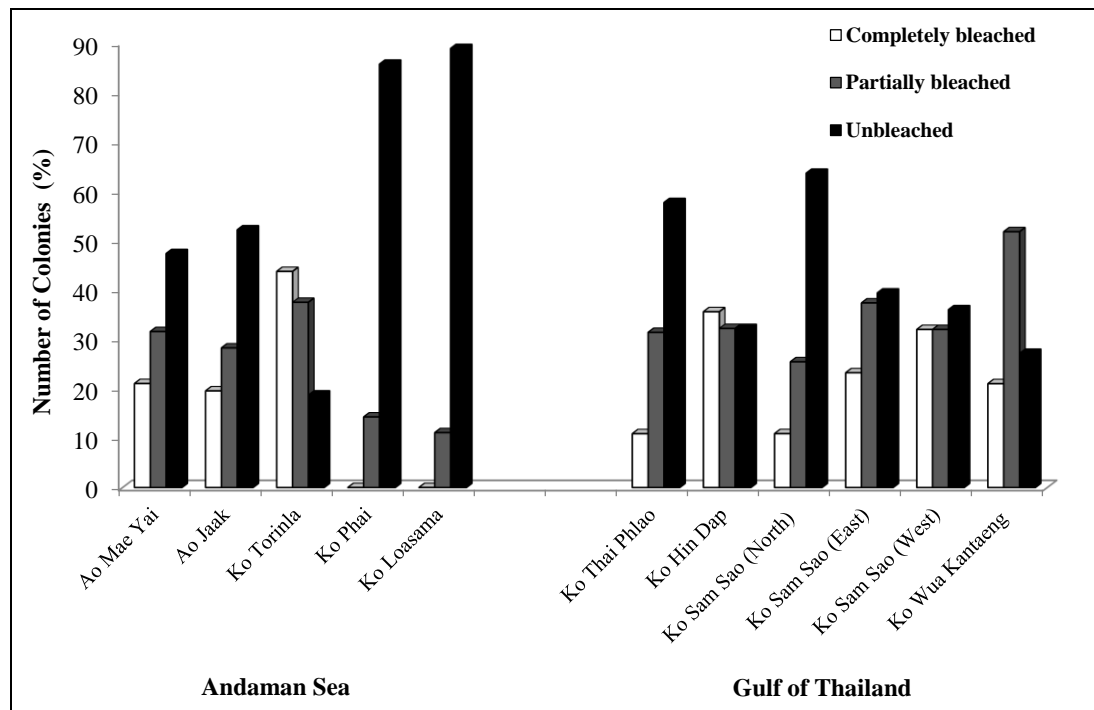 Completely bleached
Partially bleached
Unbleached
Number of Colonies (%)
90
80
70
60
50
40
30
20
10
0
Ao Mae Yai
Ao Jaak
Ko Torinla
Ko Phai
Ko Loasama
Ko Thai Phlao
Ko Hin Dap
Ko Sam Sao (North)
Ko Sam Sao (East)
Ko Sam Sao (West)
Ko Wua Kantaeng
Andaman Sea
Gulf of Thailand